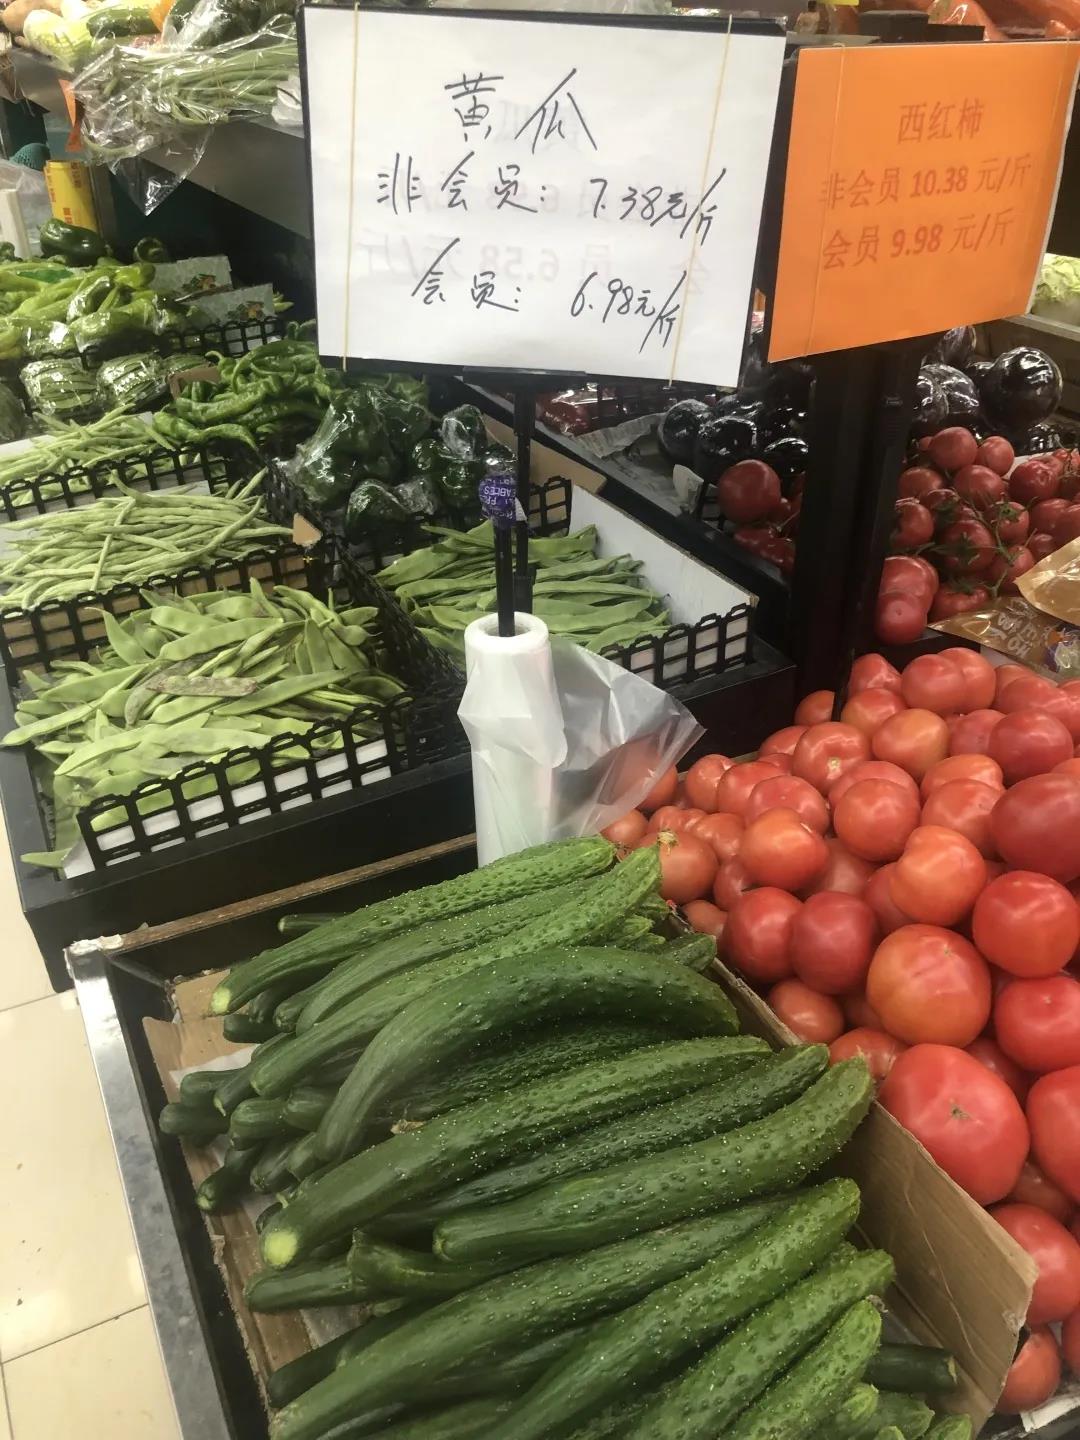 黄瓜
非会员: 7.38元/斤
会员: 6.98元/斤
西红柿
非会员 10.38 元/斤
会员 9.98 元/斤